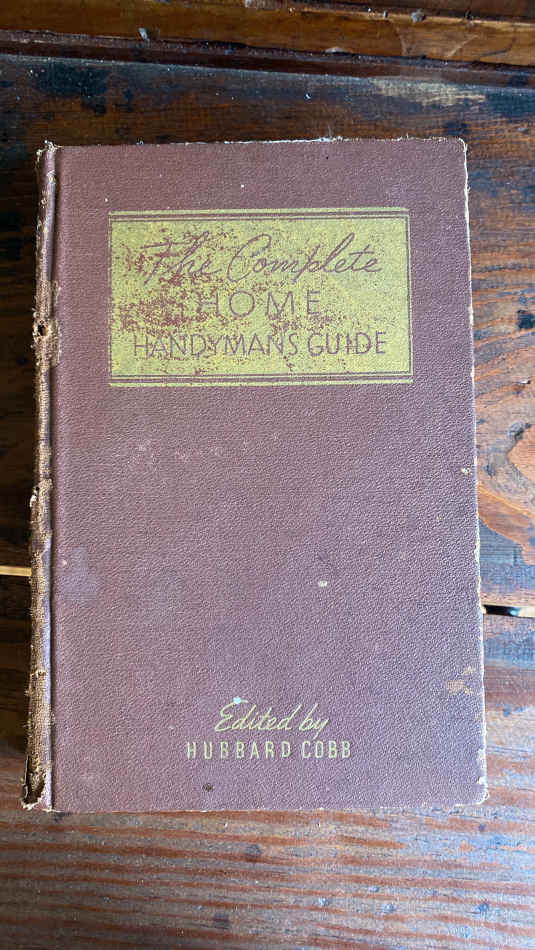 The Complete
HOME
HANDYMANS GUIDE
Edited by
HUBBARD COBB